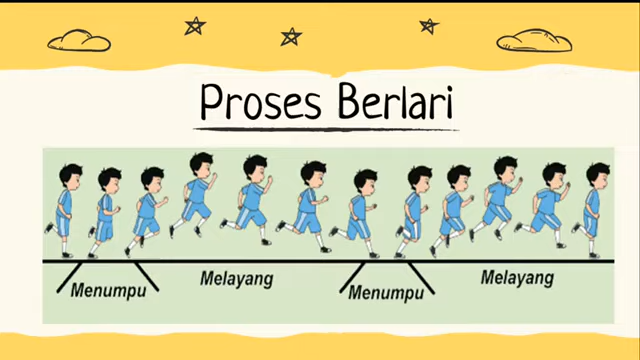 Proses Berlari
Menumpu
Melayang
Menumpu
Melayang